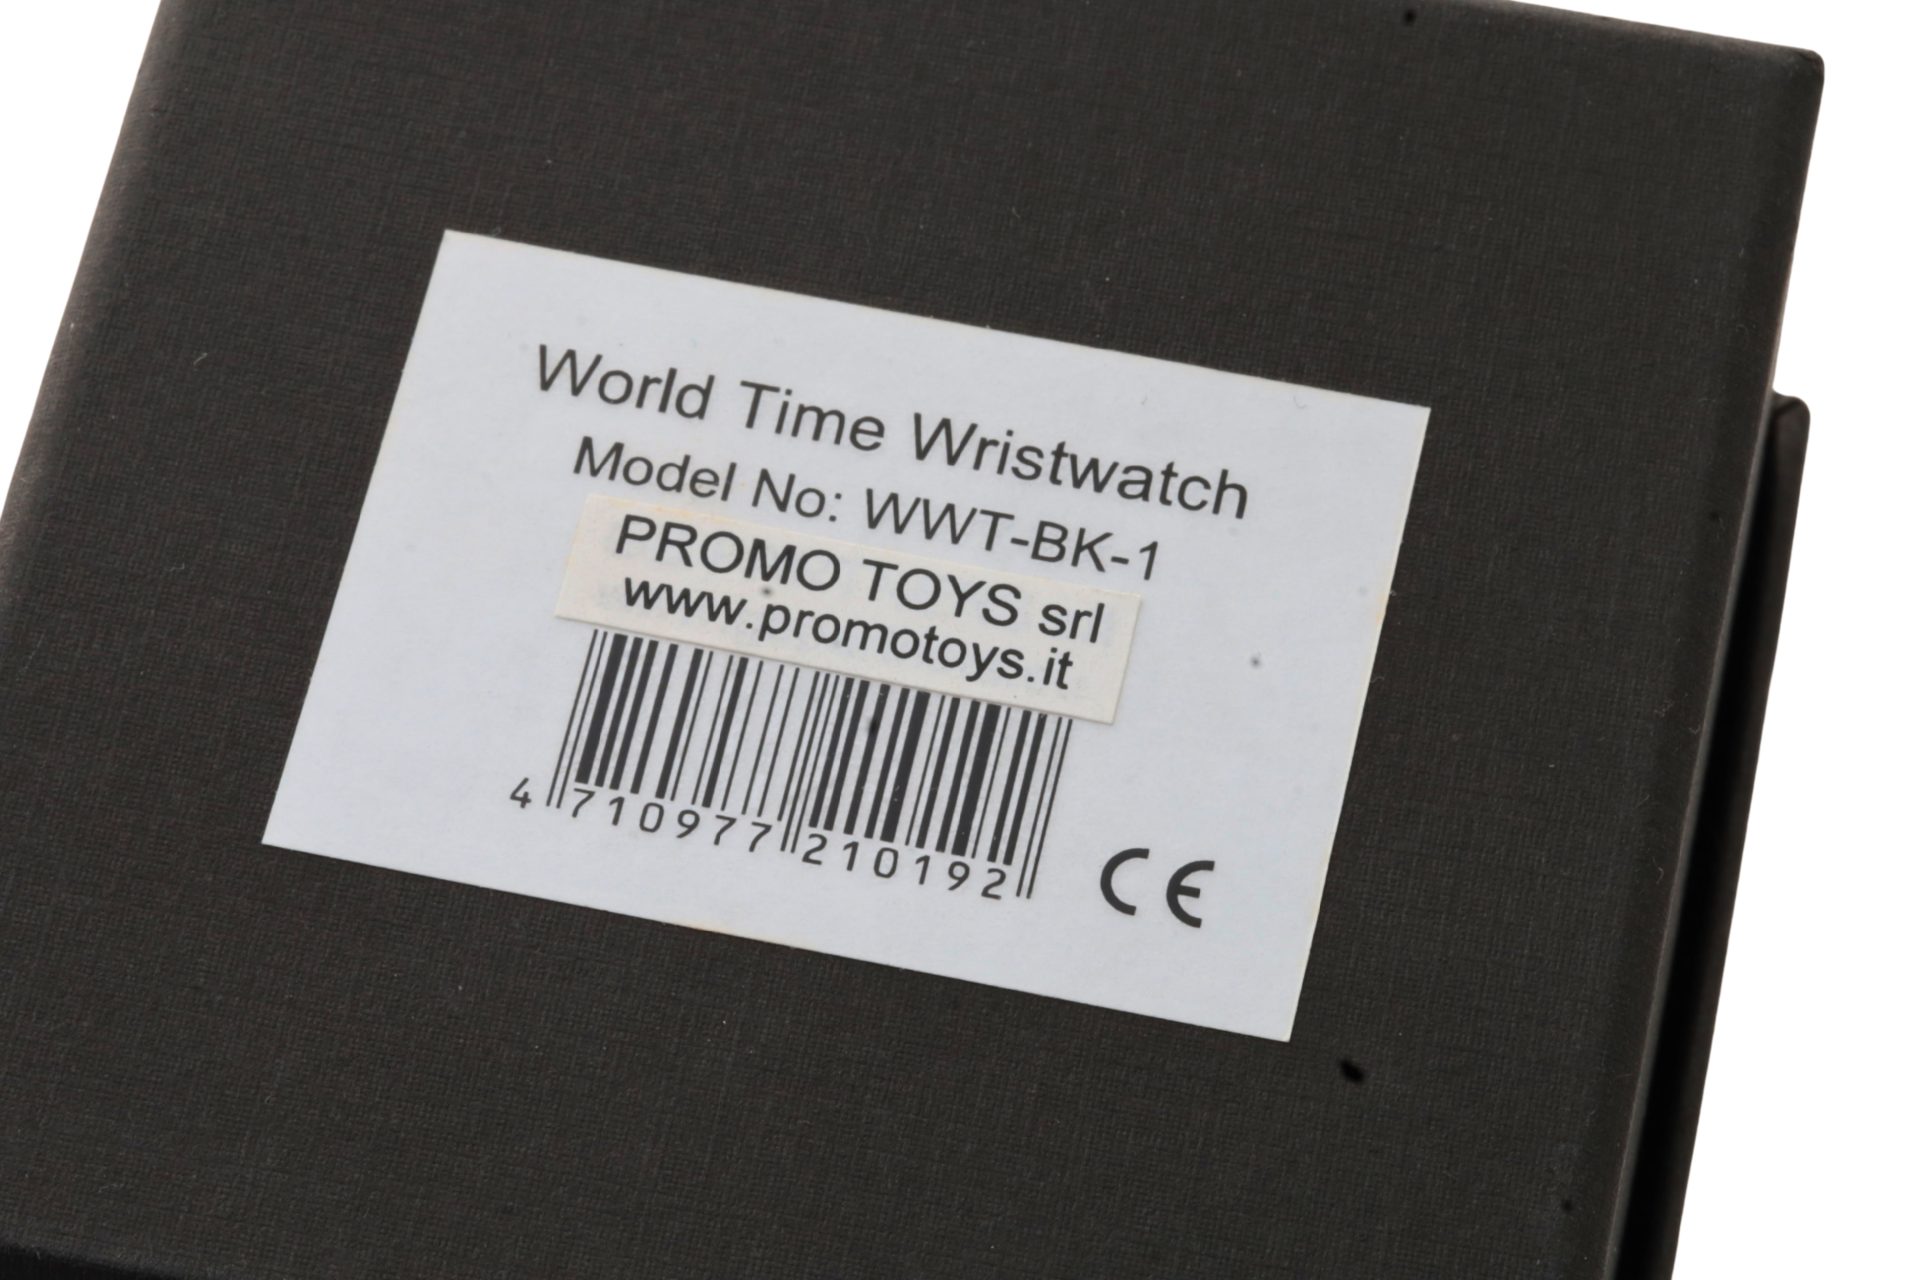 World Time Wristwatch
Model No: WWT-BK-1
PROMO TOYS srl
www.promotoys.it
4 710977 210192
CE